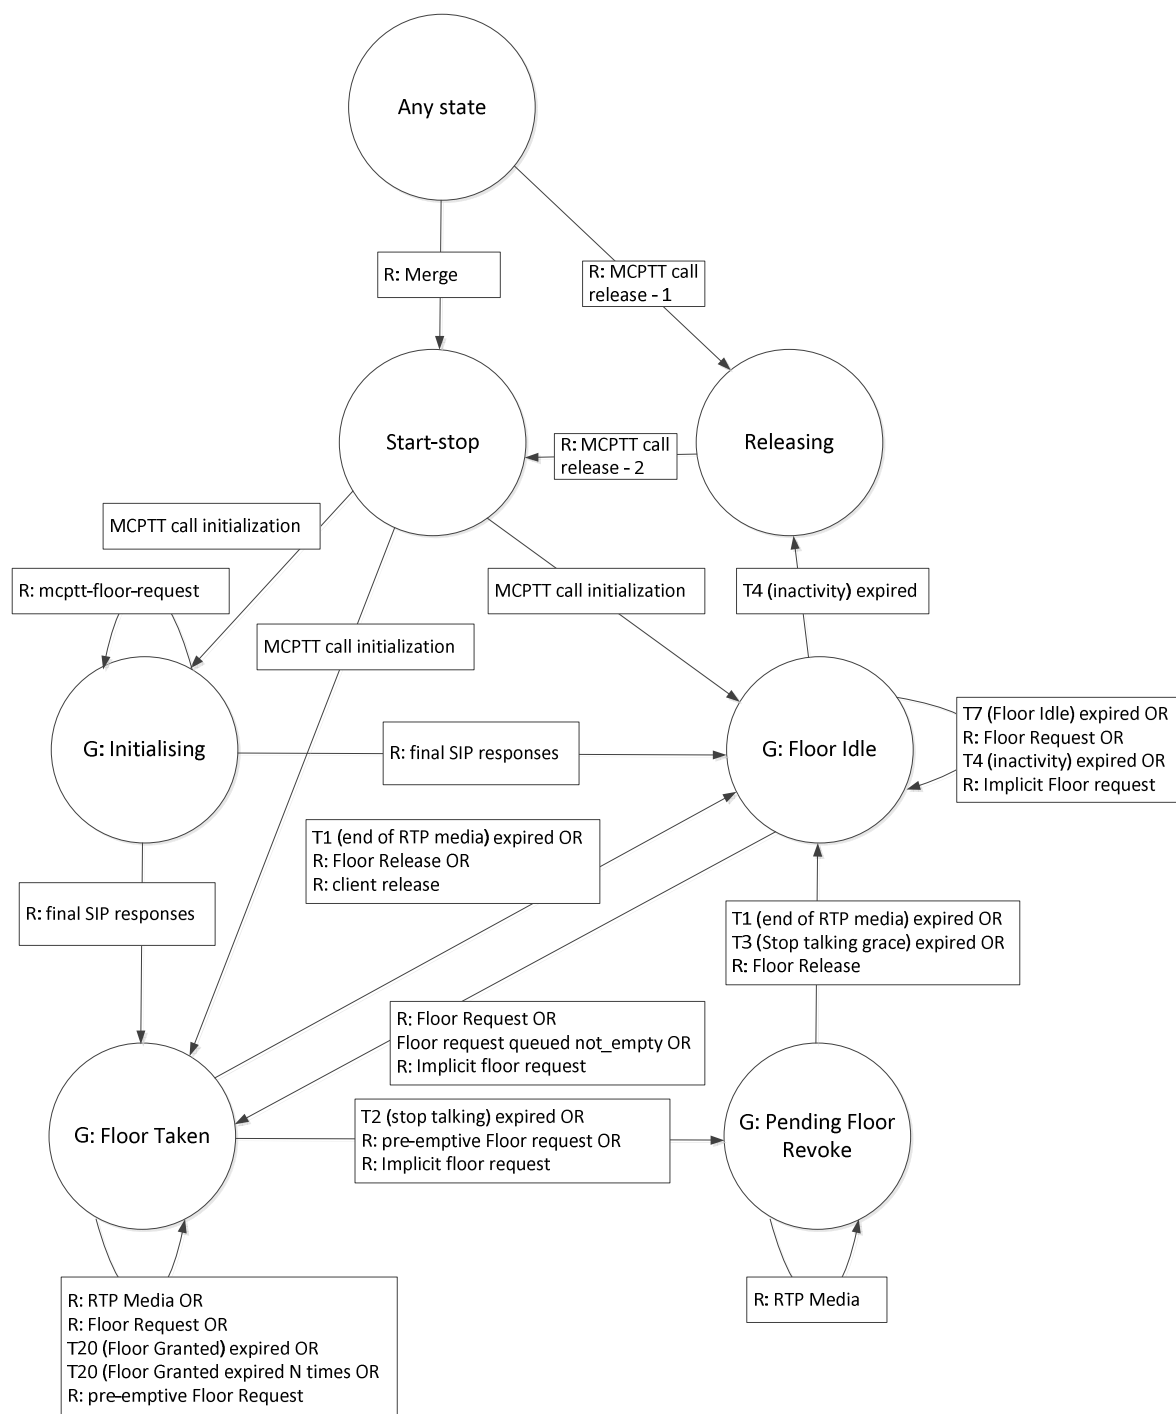 Any state
R: Merge
R: MCPTT call
release - 1
Start-stop
R: MCPTT call
release - 2
Releasing
MCPTT call initialization
R: mcptt-floor-request
MCPTT call initialization
T4 (inactivity) expired
MCPTT call initialization
G: Initialising
R: final SIP responses
G: Floor Idle
T7 (Floor Idle) expired OR
R: Floor Request OR
T4 (inactivity) expired OR
R: Implicit Floor request
T1 (end of RTP media) expired OR
R: Floor Release OR
R: client release
R: final SIP responses
T1 (end of RTP media) expired OR
T3 (Stop talking grace) expired OR
R: Floor Release
R: Floor Request OR
Floor request queued not_empty OR
R: Implicit floor request
G: Floor Taken
T2 (stop talking) expired OR
R: pre-emptive Floor request OR
R: Implicit floor request
G: Pending Floor
Revoke
R: RTP Media OR
R: Floor Request OR
T20 (Floor Granted) expired OR
T20 (Floor Granted expired N times OR
R: pre-emptive Floor Request
R: RTP Media